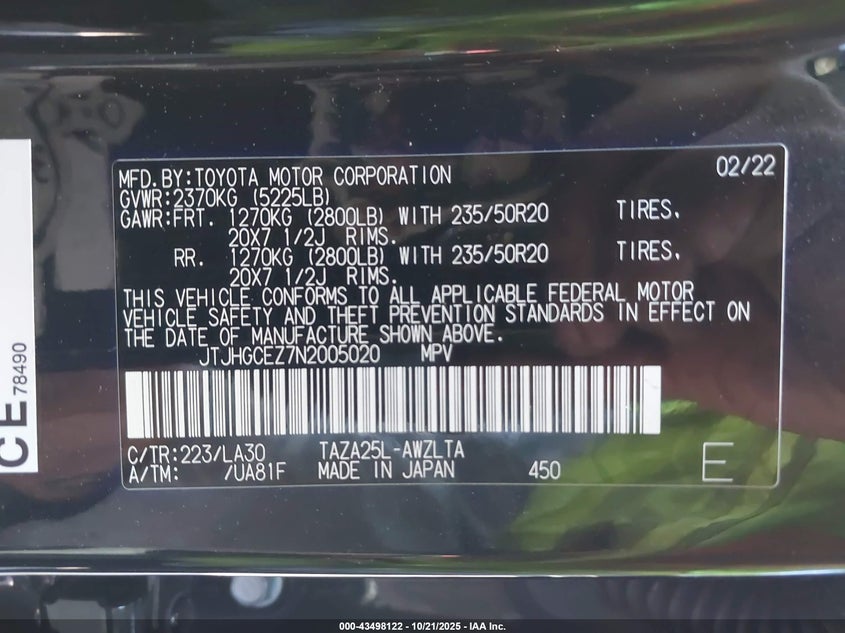 MFD.BY:TOYOTA MOTOR CORPORATION 02/22
GVWR:2370KG (5225LB)
GAWR:FRT. 1270KG (2800LB) WITH 235/50R20 TIRES.
20X7 1/2J RIMS.
RR. 1270KG (2800LB) WITH 235/50R20 TIRES.
20X7 1/2J RIMS.
THIS VEHICLE CONFORMS TO ALL APPLICABLE FEDERAL MOTOR
VEHICLE SAFETY AND THEFT PREVENTION STANDARDS IN EFFECT ON
THE DATE OF MANUFACTURE SHOWN ABOVE.
JTJHGCEZ7N2005020 MPV
C/TR:223/LA30 TAZA25L-AWZLTA
A/TM: /UA81F MADE IN JAPAN 450 E
CE 78490
000-43498122 - 10/21/2025 - IAA Inc.